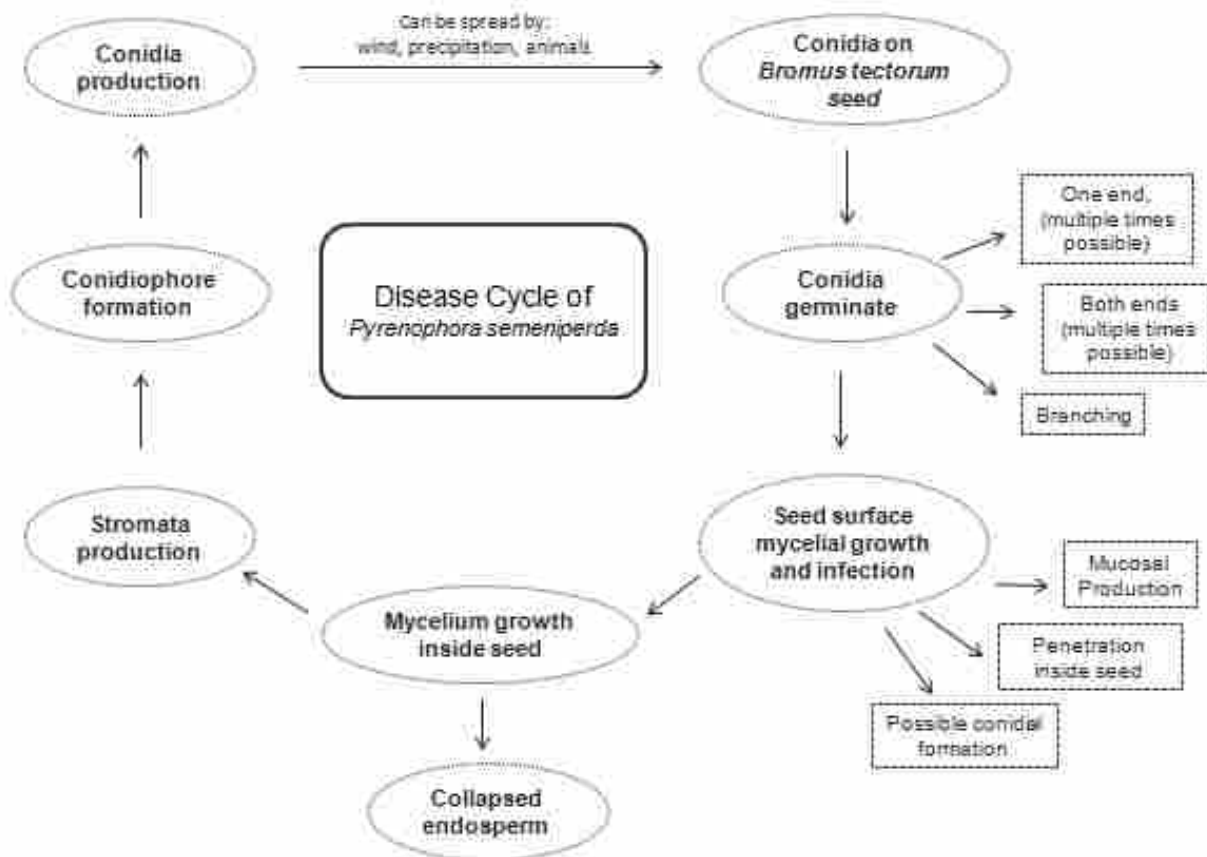 Can be spread by:
wind, precipitation, animals
Conidia
production
Conidia on
Bromus tectorum
seed
One end,
(multiple times
possible)
Conidiophore
formation
Disease Cycle of
Pyrenophora semeniperda
Conidia
germinate
Both ends
(multiple times
possible)
Branching
Stromata
production
Seed surface
mycelial growth
and infection
Mucosal
Production
Mycelium growth
inside seed
Penetration
inside seed
Possible conidal
formation
Collapsed
endosperm